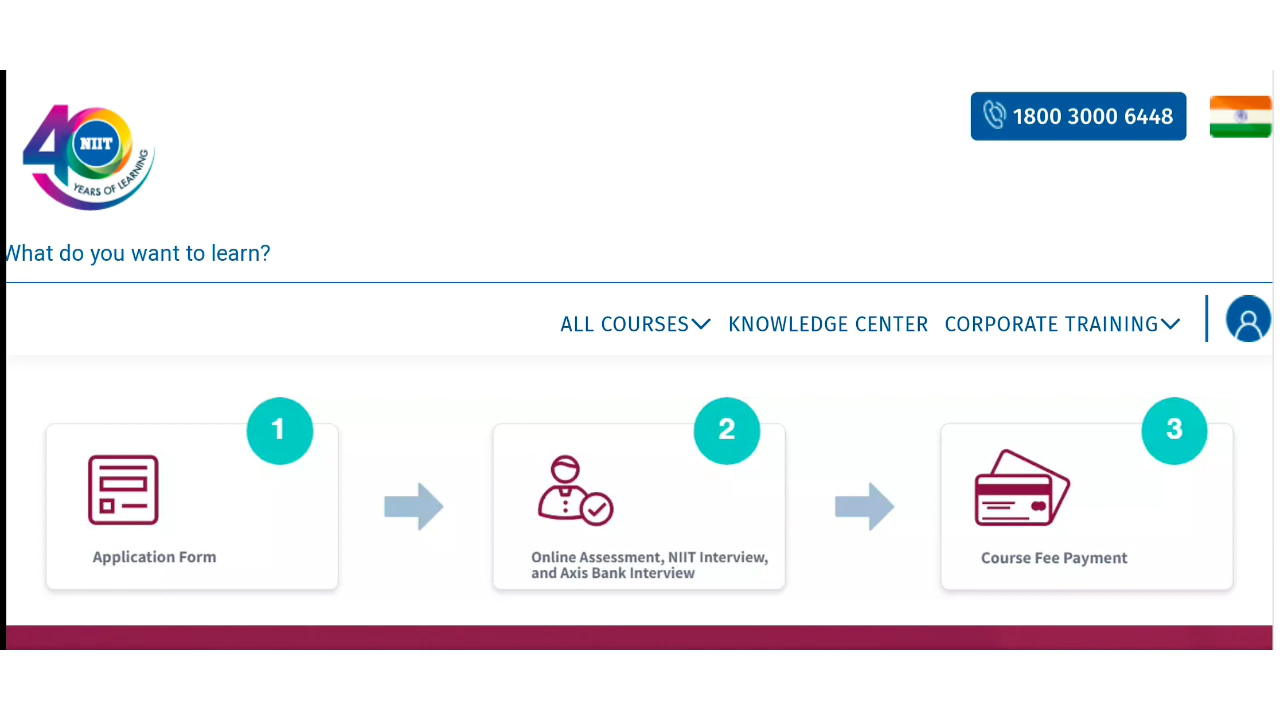 1800 3000 6448
40
NIIT
YEARS OF LEARNING
What do you want to learn?
ALL COURSES KNOWLEDGE CENTER CORPORATE TRAINING
1
2
3
Application Form
Online Assessment, NIIT Interview,
and Axis Bank Interview
Course Fee Payment